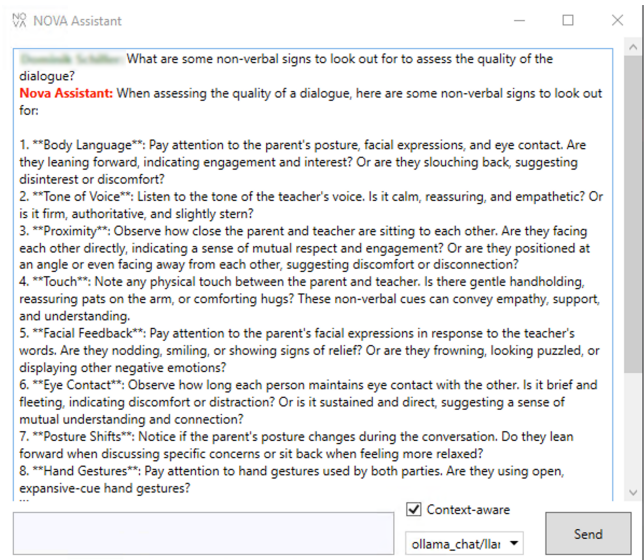 NOVA NOVA Assistant
What are some non-verbal signs to look out for to assess the quality of the
dialogue?
Nova Assistant: When assessing the quality of a dialogue, here are some non-verbal signs to look out
for:
1. **Body Language**: Pay attention to the parent's posture, facial expressions, and eye contact. Are
they leaning forward, indicating engagement and interest? Or are they slouching back, suggesting
disinterest or discomfort?
2. **Tone of Voice**: Listen to the tone of the teacher's voice. Is it calm, reassuring, and empathetic? Or
is it firm, authoritative, and slightly stern?
3. **Proximity**: Observe how close the parent and teacher are sitting to each other. Are they facing
each other directly, indicating a sense of mutual respect and engagement? Or are they positioned at
an angle or even facing away from each other, suggesting discomfort or disconnection?
4. **Touch**: Note any physical touch between the parent and teacher. Is there gentle handholding,
reassuring pats on the arm, or comforting hugs? These non-verbal cues can convey empathy, support,
and understanding.
5. **Facial Feedback**: Pay attention to the parent's facial expressions in response to the teacher's
words. Are they nodding, smiling, or showing signs of relief? Or are they frowning, looking puzzled, or
displaying other negative emotions?
6. **Eye Contact**: Observe how long each person maintains eye contact with the other. Is it brief and
fleeting, indicating discomfort or distraction? Or is it sustained and direct, suggesting a sense of
mutual understanding and connection?
7. **Posture Shifts**: Notice if the parent's posture changes during the conversation. Do they lean
forward when discussing specific concerns or sit back when feeling more relaxed?
8. **Hand Gestures**: Pay attention to hand gestures used by both parties. Are they using open,
expansive-cue hand gestures?
Context-aware
ollama_chat/llar
Send